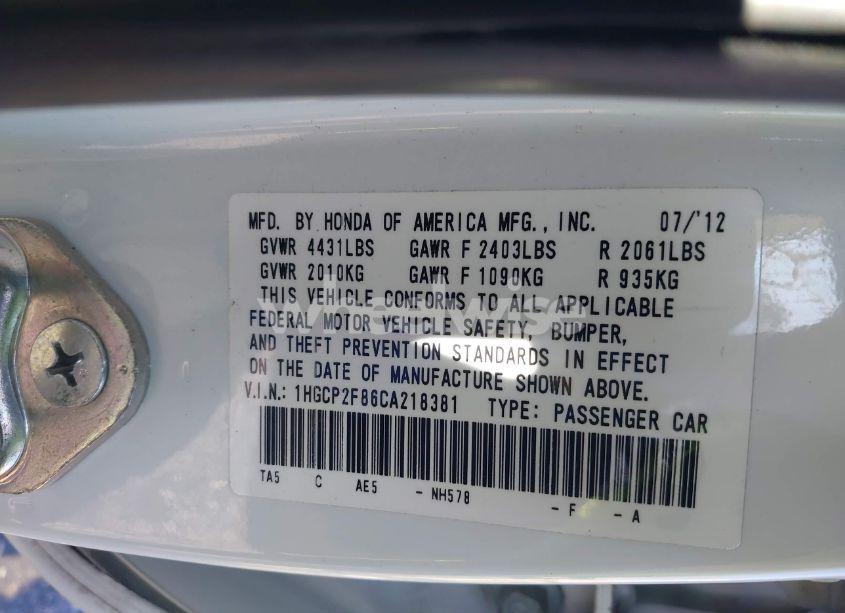 MFD. BY HONDA OF AMERICA MFG., INC. 07/'12
GVWR 4431LBS GAWR F 2403LBS R 2061LBS
GVWR 2010KG GAWR F 1090KG R 935KG
THIS VEHICLE CONFORMS TO ALL APPLICABLE
FEDERAL MOTOR VEHICLE SAFETY, BUMPER,
AND THEFT PREVENTION STANDARDS IN EFFECT
ON THE DATE OF MANUFACTURE SHOWN ABOVE.
V.I.N.: 1HGCP2F86CA218381 TYPE: PASSENGER CAR
TA5 C AE5 - NH578 - F - A
wheelwise